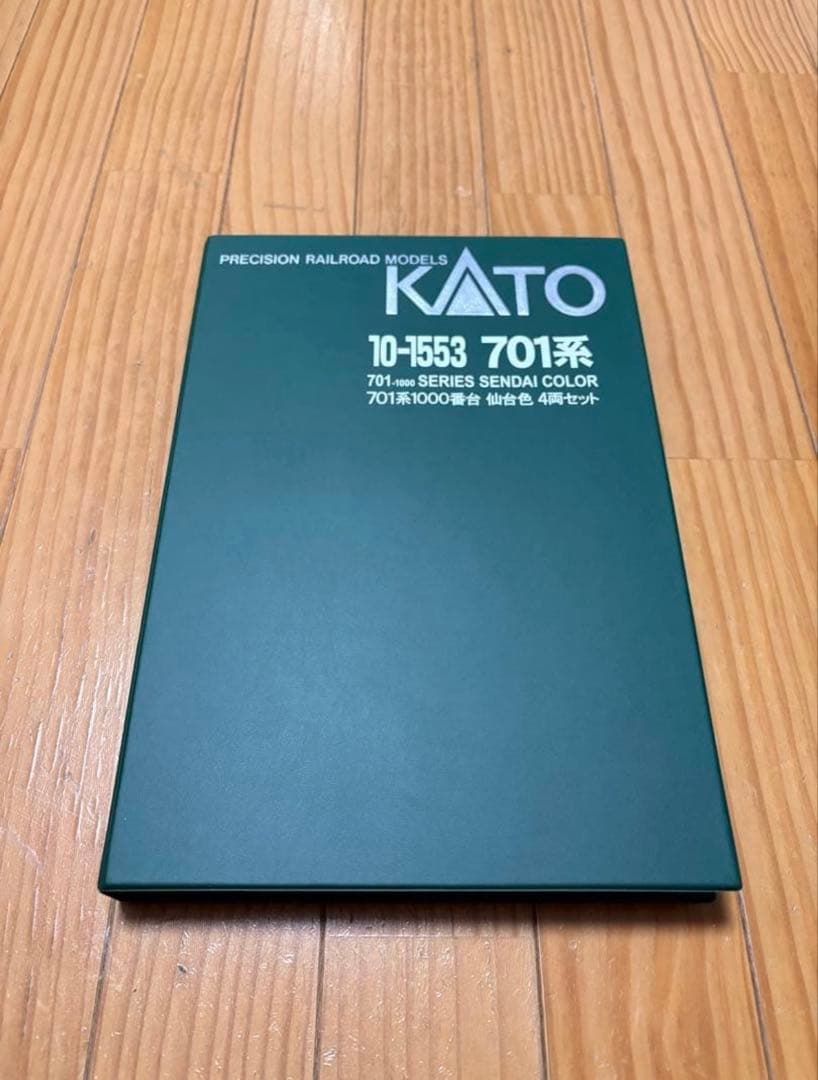 PRECISION RAILROAD MODELS
KATO
10-1553 701系
701-1000 SERIES SENDAI COLOR
701系1000番台 仙台色 4両セット